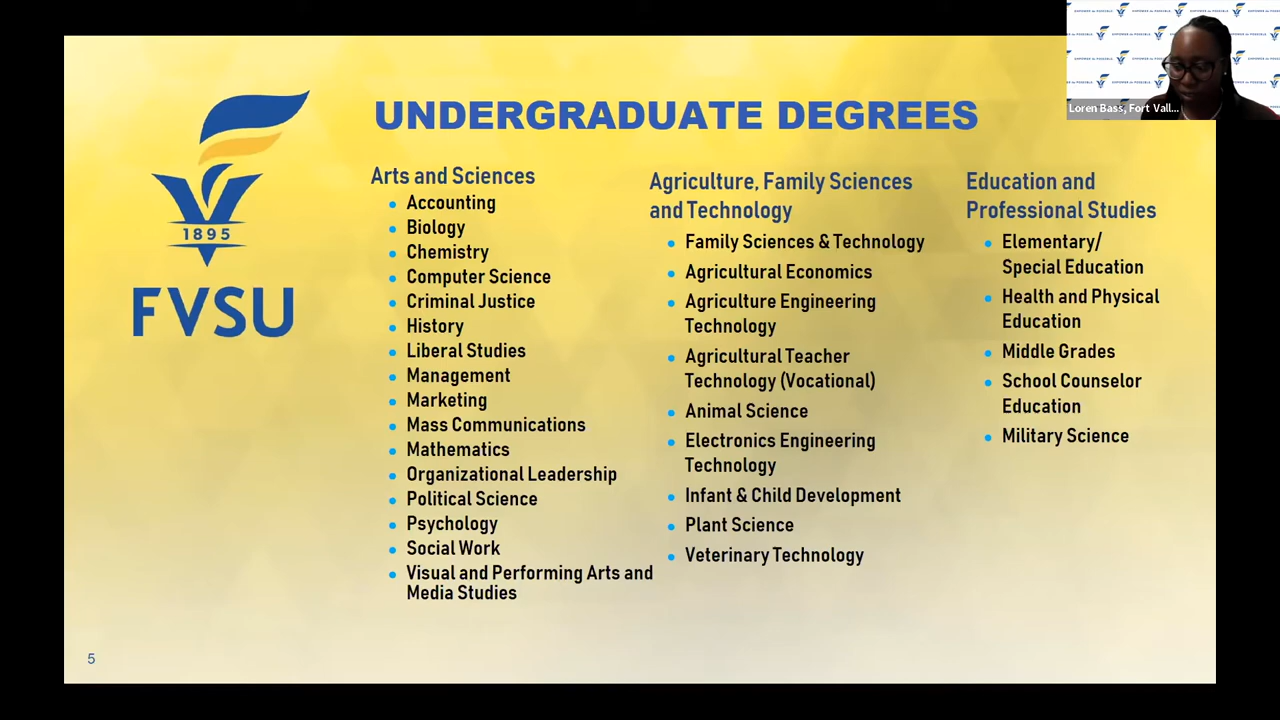 UNDERGRADUATE DEGREES
1895
FVSU
Arts and Sciences
Accounting
Biology
Chemistry
Computer Science
Criminal Justice
History
Liberal Studies
Management
Marketing
Mass Communications
Mathematics
Organizational Leadership
Political Science
Psychology
Social Work
Visual and Performing Arts and
Media Studies
Agriculture, Family Sciences
and Technology
Family Sciences & Technology
Agricultural Economics
Agriculture Engineering
Technology
Agricultural Teacher
Technology (Vocational)
Animal Science
Electronics Engineering
Technology
Infant & Child Development
Plant Science
Veterinary Technology
Education and
Professional Studies
Elementary/
Special Education
Health and Physical
Education
Middle Grades
School Counselor
Education
Military Science
5
Loren Bass, Fort Vall...